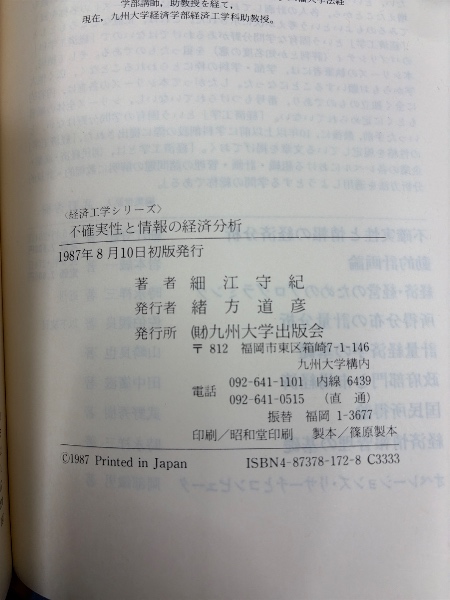 学部講師，助教授を経て，
現在，九州大学経済学部経済工学科助教授。
〈経済工学シリーズ〉
不確実性と情報の経済分析
1987年8月10日初版発行
著者 細江守紀
発行者 緒方道彦
発行所 ㈶九州大学出版会
〒812 福岡市東区箱崎7-1-146
九州大学構内
電話 092-641-1101 内線 6439
092-641-0515 (直通)
振替 福岡 1-3677
印刷／昭和堂印刷 製本／篠原製本
©1987 Printed in Japan ISBN4-87378-172-8 C3333